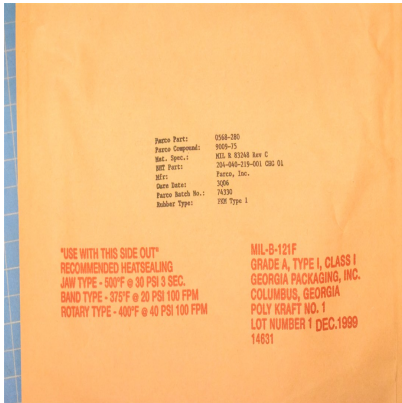 Parco Part: 0568-280
Parco Compound: 9009-75
Mat. Spec.: MIL R 83248 Rev C
BHT Part: 204-040-219-001 CHG 01
Mfr: Parco, Inc.
Cure Date: 3Q06
Parco Batch No.: 74330
Rubber Type: FKM Type 1
"USE WITH THIS SIDE OUT"
RECOMMENDED HEATSEALING
JAW TYPE - 500°F @ 30 PSI 3 SEC.
BAND TYPE - 375°F @ 20 PSI 100 FPM
ROTARY TYPE - 400°F @ 40 PSI 100 FPM
MIL-B-121F
GRADE A, TYPE I, CLASS I
GEORGIA PACKAGING, INC.
COLUMBUS, GEORGIA
POLY KRAFT NO. 1
LOT NUMBER 1 DEC.1999
14631